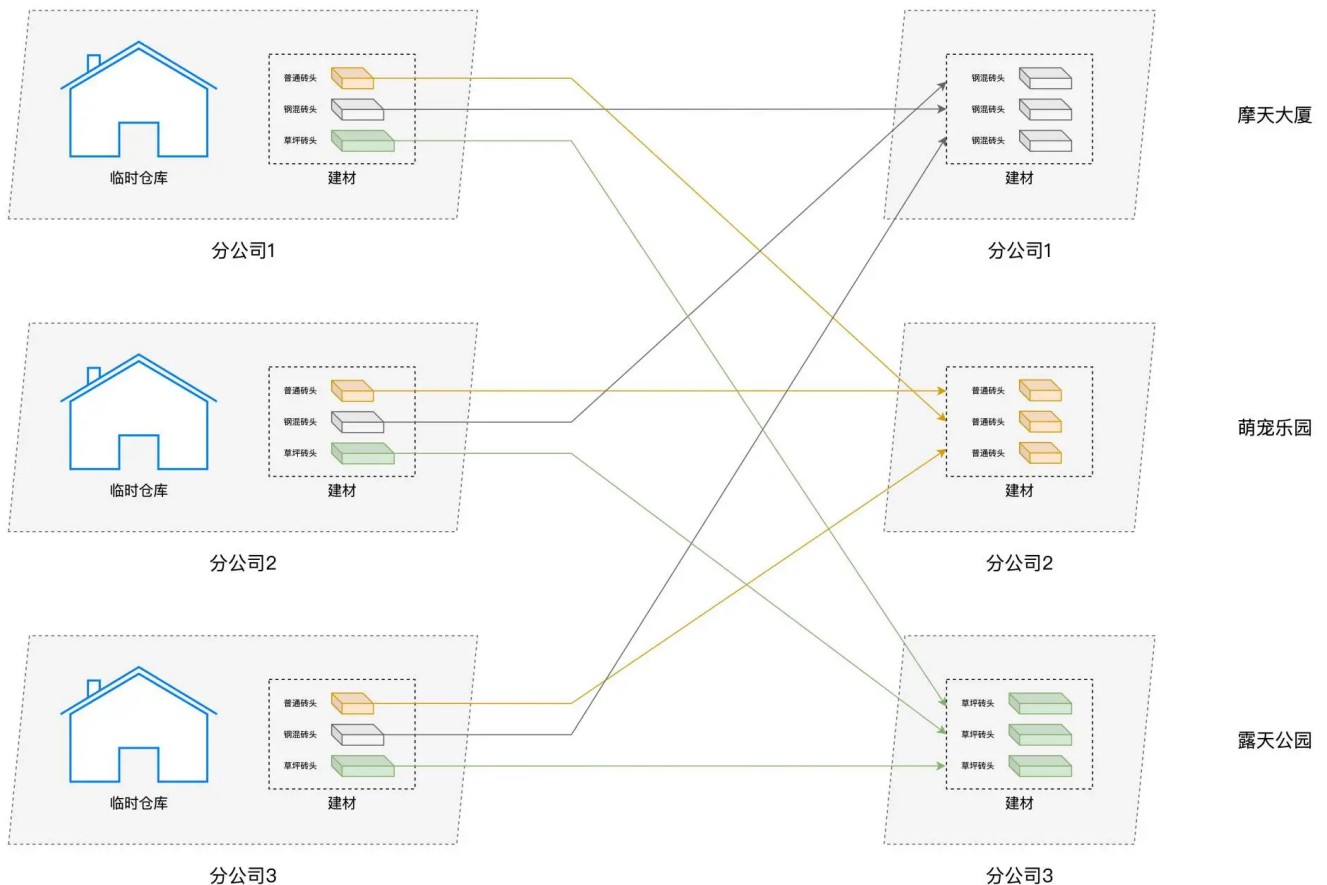 普通砖头
钢混砖头
草坪砖头
临时仓库
建材
分公司1
钢混砖头
钢混砖头
钢混砖头
建材
分公司1
摩天大厦
普通砖头
钢混砖头
草坪砖头
临时仓库
建材
分公司2
普通砖头
普通砖头
普通砖头
建材
分公司2
萌宠乐园
普通砖头
钢混砖头
草坪砖头
临时仓库
建材
分公司3
草坪砖头
草坪砖头
草坪砖头
建材
分公司3
露天公园